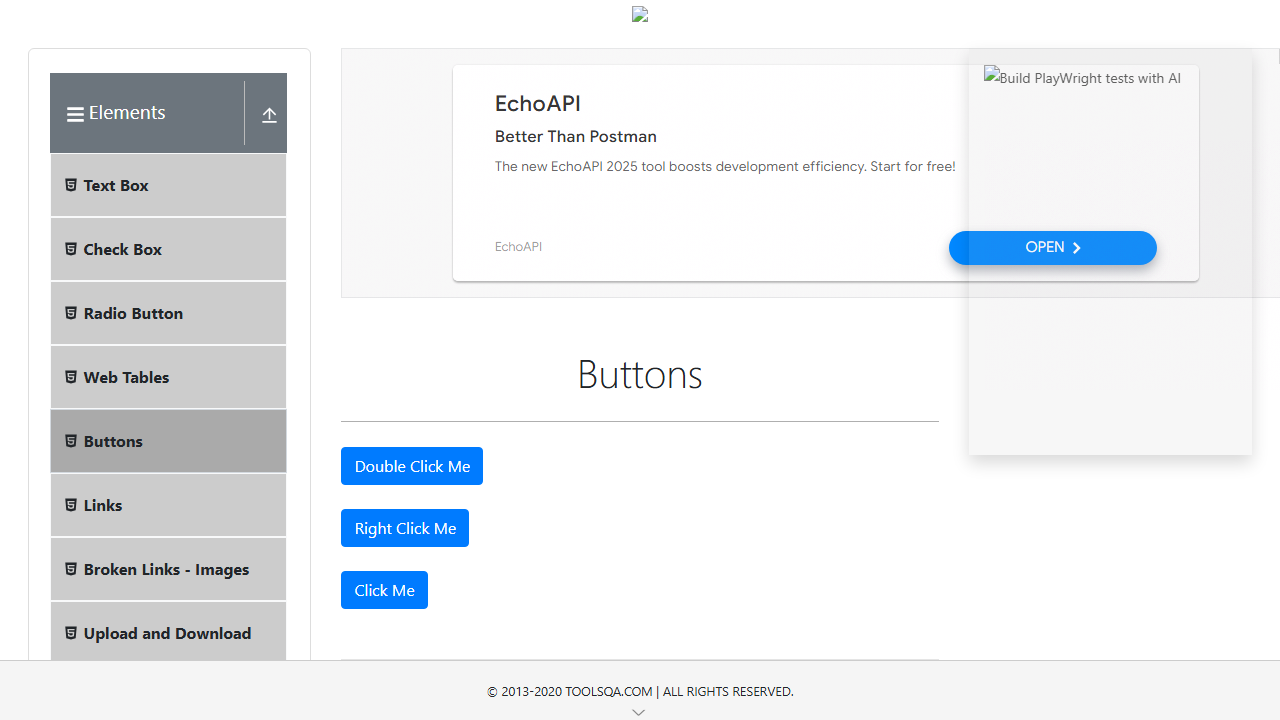 Elements
Text Box
Check Box
Radio Button
Web Tables
Buttons
Links
Broken Links - Images
Upload and Download
EchoAPI
Better Than Postman
The new EchoAPI 2025 tool boosts development efficiency. Start for free!
EchoAPI
OPEN
Build PlayWright tests with AI
Buttons
Double Click Me
Right Click Me
Click Me
© 2013-2020 TOOLSQA.COM | ALL RIGHTS RESERVED.